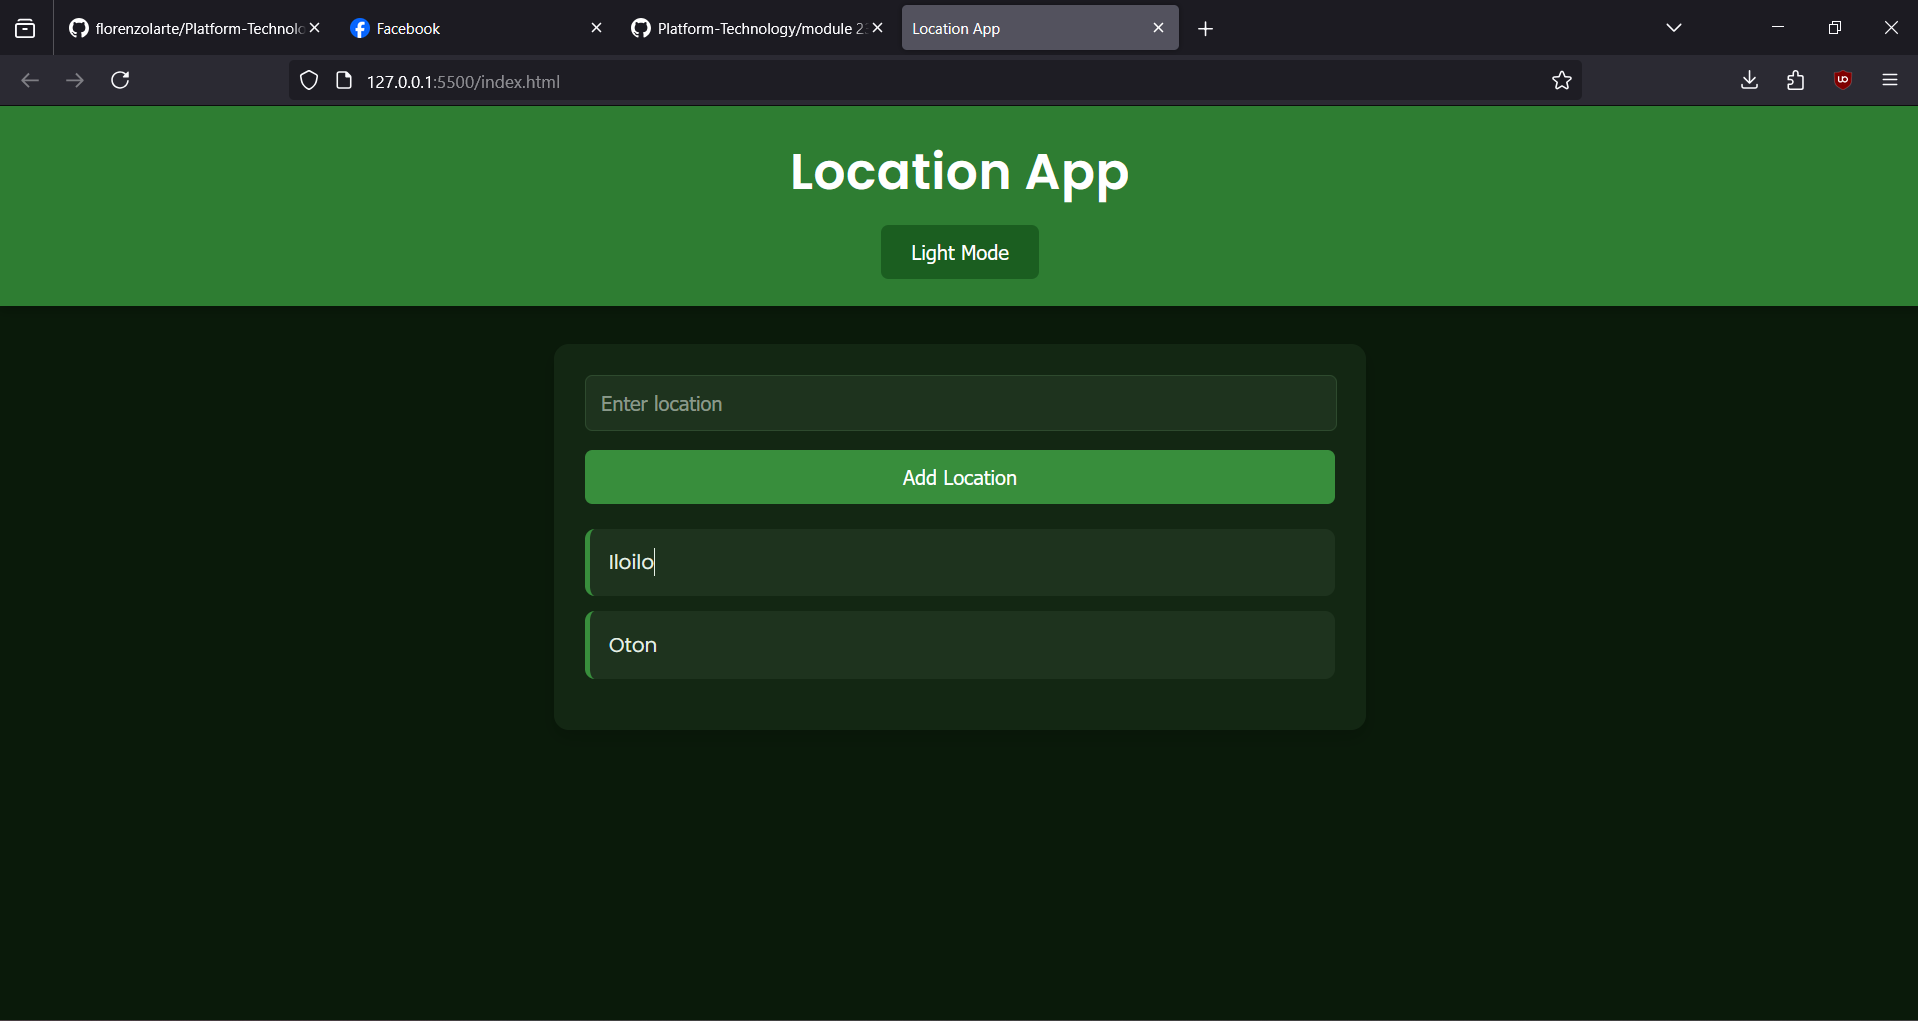 florenzolarte/Platform-Technolo
Facebook
Platform-Technology/module 2
Location App
127.0.0.1:5500/index.html
Location App
Light Mode
Enter location
Add Location
Iloilo
Oton